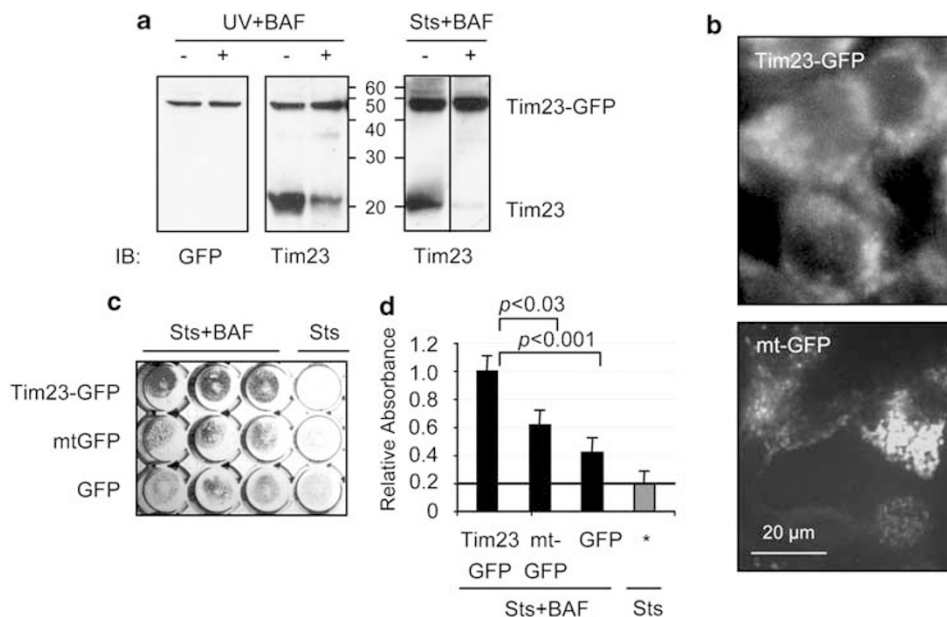 a
UV+BAF
Sts+BAF
- + - + - +
60
50
40
30
20
Tim23-GFP
Tim23
IB: GFP Tim23 Tim23
b
Tim23-GFP
mt-GFP
20 µm
c
Sts+BAF Sts
Tim23-GFP
mtGFP
GFP
d
p<0.03
p<0.001
Relative Absorbance
1.2
1.0
0.8
0.6
0.4
0.2
0
Tim23 mt- GFP *
GFP GFP
Sts+BAF Sts